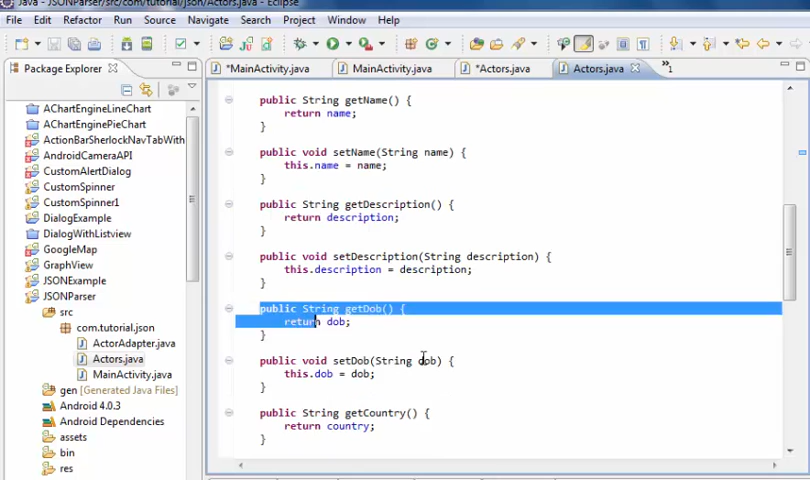 Java - JSONParser/src/com/tutorial/json/Actors.java - Eclipse
File Edit Run Source Navigate Search Project Refactor Window Help
Package Explorer
*MainActivity.java
MainActivity.java
*Actors.java
Actors.java
»1
AChartEngineLineChart
AChartEnginePieChart
ActionBarSherlockNavTabWith
AndroidCameraAPI
CustomAlertDialog
CustomSpinner
CustomSpinner1
DialogExample
DialogWithListview
GoogleMap
GraphView
JSONExample
JSONParser
src
com.tutorial.json
ActorAdapter.java
Actors.java
MainActivity.java
gen [Generated Java Files]
Android 4.0.3
Android Dependencies
assets
bin
res
public String getName() {
return name;
}
public void setName(String name) {
this.name = name;
}
public String getDescription() {
return description;
}
public void setDescription(String description) {
this.description = description;
}
public String getDob() {
return dob;
}
public void setDob(String dob) {
this.dob = dob;
}
public String getCountry() {
return country;
}